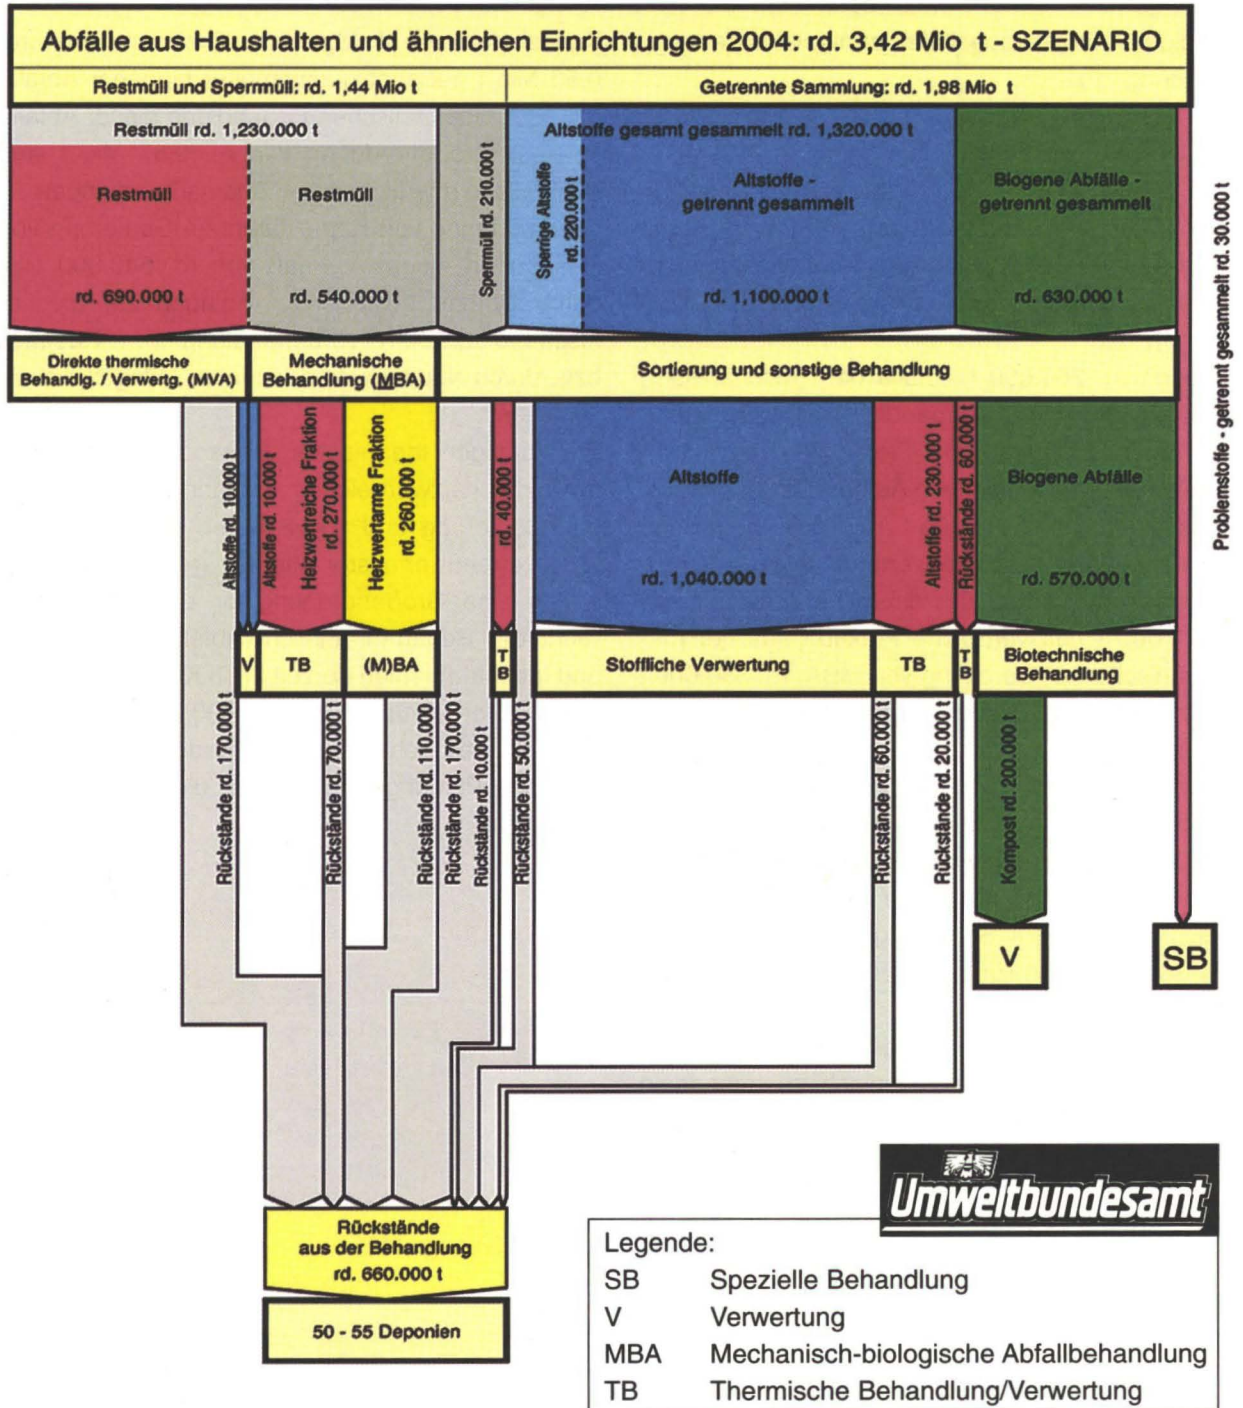 Abfälle aus Haushalten und ähnlichen Einrichtungen 2004: rd. 3,42 Mio t - SZENARIO
Restmüll und Sperrmüll: rd. 1,44 Mio t
Getrennte Sammlung: rd. 1,98 Mio t
Restmüll rd. 1,230.000 t
Altstoffe gesamt gesammelt rd. 1,320.000 t
Restmüll
rd. 690.000 t
Restmüll
rd. 540.000 t
Sperrmüll rd. 210.000 t
Sperrige Altstoffe
rd. 220.000 t
Altstoffe -
getrennt gesammelt
rd. 1,100.000 t
Biogene Abfälle -
getrennt gesammelt
rd. 630.000 t
Problemstoffe - getrennt gesammelt rd. 30.000 t
Direkte thermische
Behandlg. / Verwertg. (MVA)
Mechanische
Behandlung (MBA)
Sortierung und sonstige Behandlung
Altstoffe rd. 10.000 t
Altstoffe rd. 10.000 t
Heizwertreiche Fraktion
rd. 270.000 t
Heizwertarme Fraktion
rd. 260.000 t
rd. 40.000 t
Altstoffe
rd. 1,040.000 t
Altstoffe rd. 230.000 t
Rückstände rd. 60.000 t
Biogene Abfälle
rd. 570.000 t
V
TB
(M)BA
TB
Stoffliche Verwertung
TB
TB
Biotechnische
Behandlung
Rückstände rd. 170.000 t
Rückstände rd. 70.000 t
Rückstände rd. 110.000 t
Rückstände rd. 170.000 t
Rückstände rd. 10.000 t
Rückstände rd. 50.000 t
Rückstände rd. 60.000 t
Rückstände rd. 20.000 t
Kompost rd. 200.000 t
V
SB
Rückstände
aus der Behandlung
rd. 660.000 t
50 - 55 Deponien
Umweltbundesamt
Legende:
SB Spezielle Behandlung
V Verwertung
MBA Mechanisch-biologische Abfallbehandlung
TB Thermische Behandlung/Verwertung